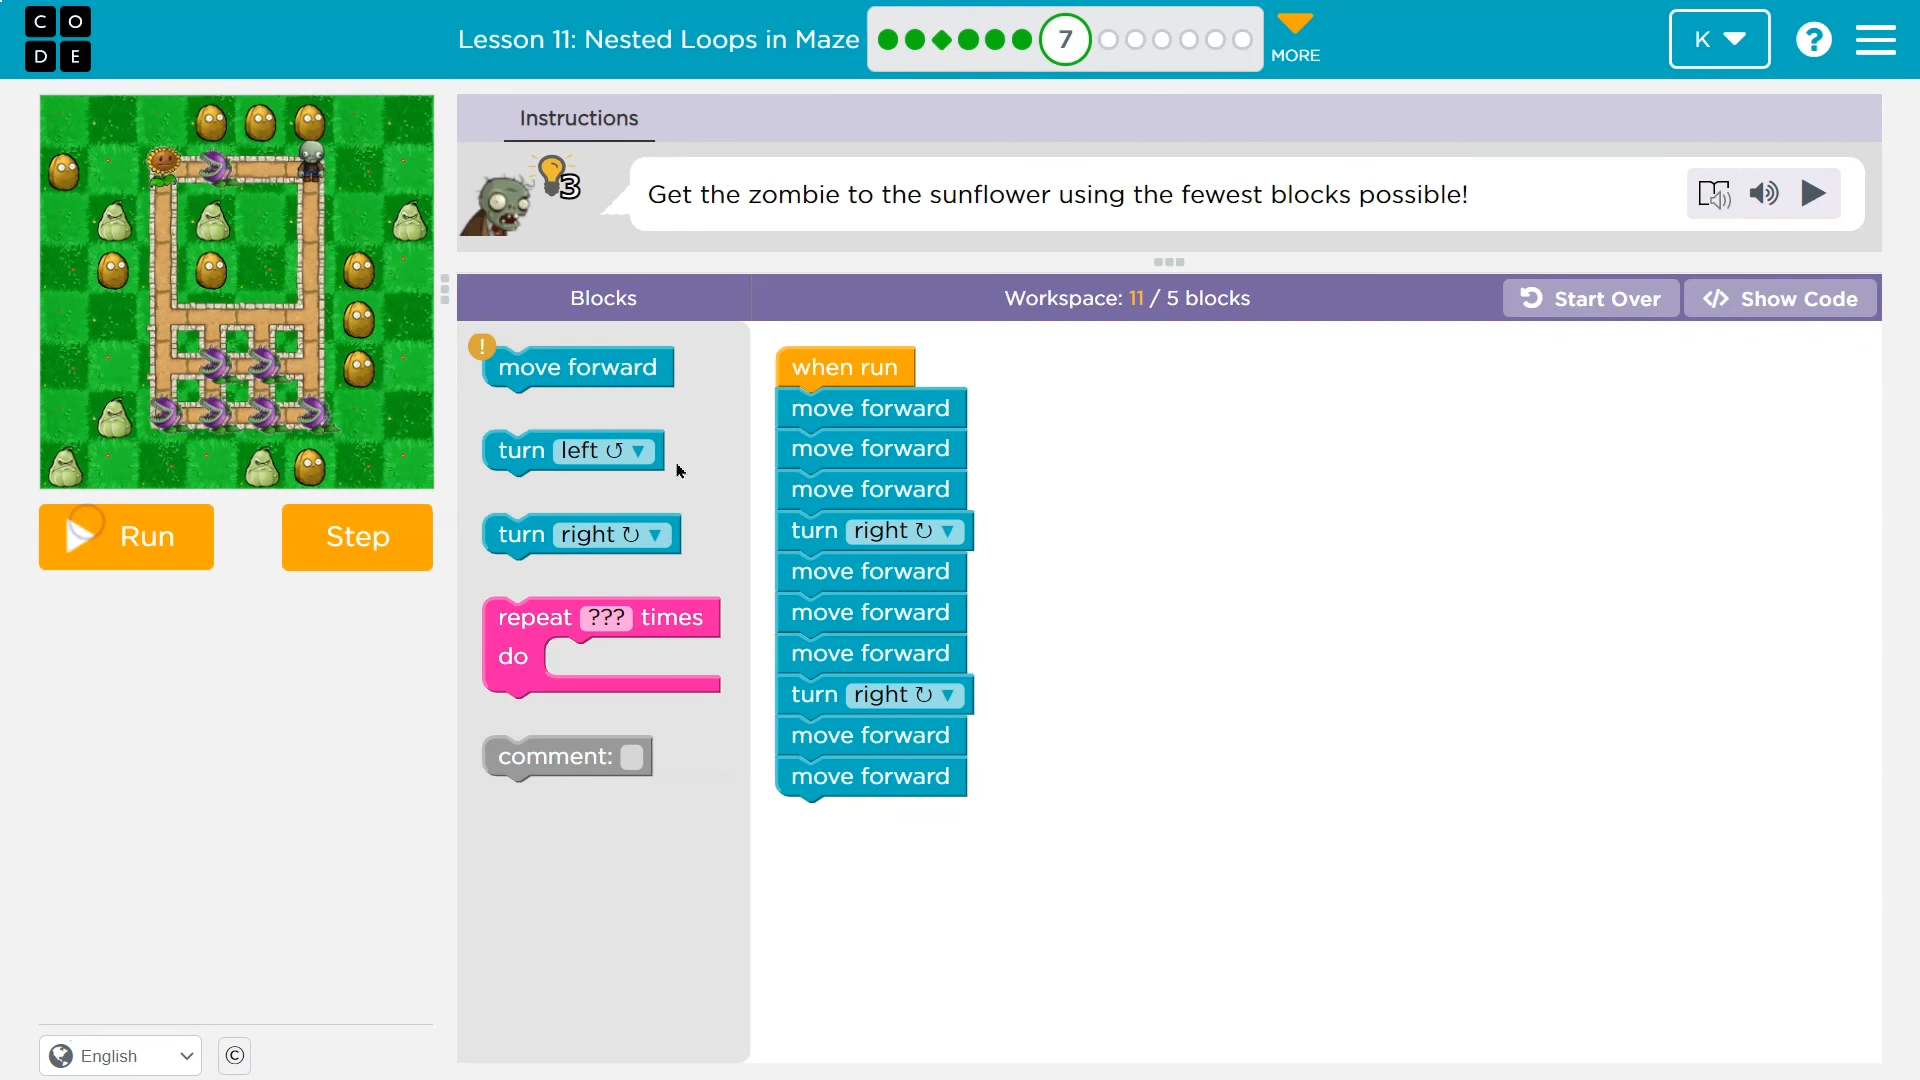 C O
D E
Lesson 11: Nested Loops in Maze
7
MORE
K
?
Instructions
3
Get the zombie to the sunflower using the fewest blocks possible!
Blocks
Workspace: 11 / 5 blocks
Start Over
</> Show Code
!
move forward
turn left ↺ ▼
turn right ↻ ▼
repeat ??? times
do
comment:
when run
move forward
move forward
move forward
turn right ↻ ▼
move forward
move forward
move forward
turn right ↻ ▼
move forward
move forward
Run
Step
English
©